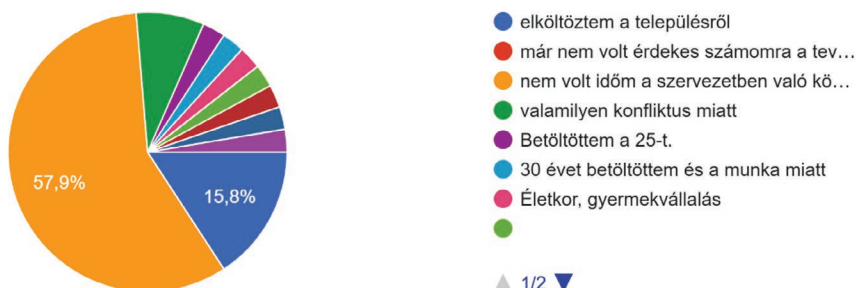 57,9%
15,8%
elköltöztem a településről
már nem volt érdekes számomra a tev…
nem volt időm a szervezetben való kö…
valamilyen konfliktus miatt
Betöltöttem a 25-t.
30 évet betöltöttem és a munka miatt
Életkor, gyermekvállalás
1/2